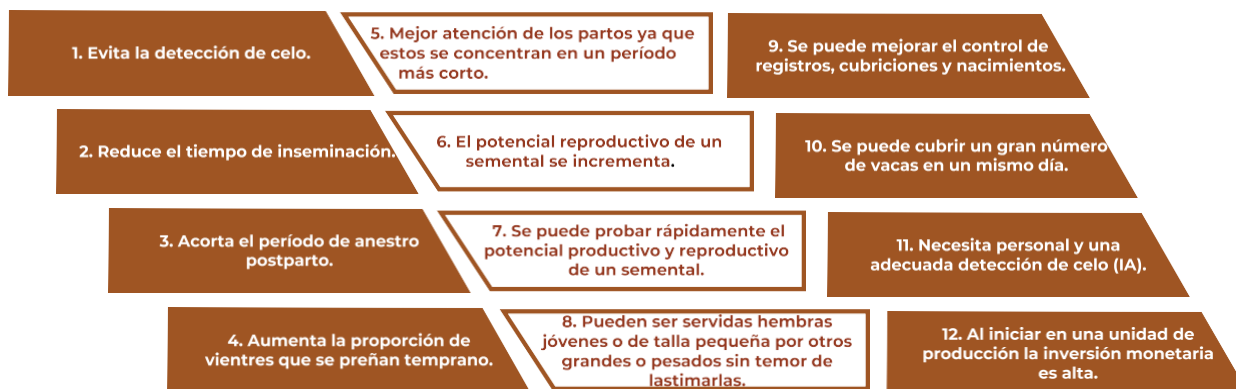 1. Evita la detección de celo.
2. Reduce el tiempo de inseminación.
3. Acorta el período de anestro
postparto.
4. Aumenta la proporción de
vientres que se preñan temprano.
5. Mejor atención de los partos ya que
estos se concentran en un período
más corto.
6. El potencial reproductivo de un
semental se incrementa.
7. Se puede probar rápidamente el
potencial productivo y reproductivo
de un semental.
8. Pueden ser servidas hembras
jóvenes o de talla pequeña por otros
grandes o pesados sin temor de
lastimarlas.
9. Se puede mejorar el control de
registros, cubriciones y nacimientos.
10. Se puede cubrir un gran número
de vacas en un mismo día.
11. Necesita personal y una
adecuada detección de celo (IA).
12. Al iniciar en una unidad de
producción la inversión monetaria
es alta.